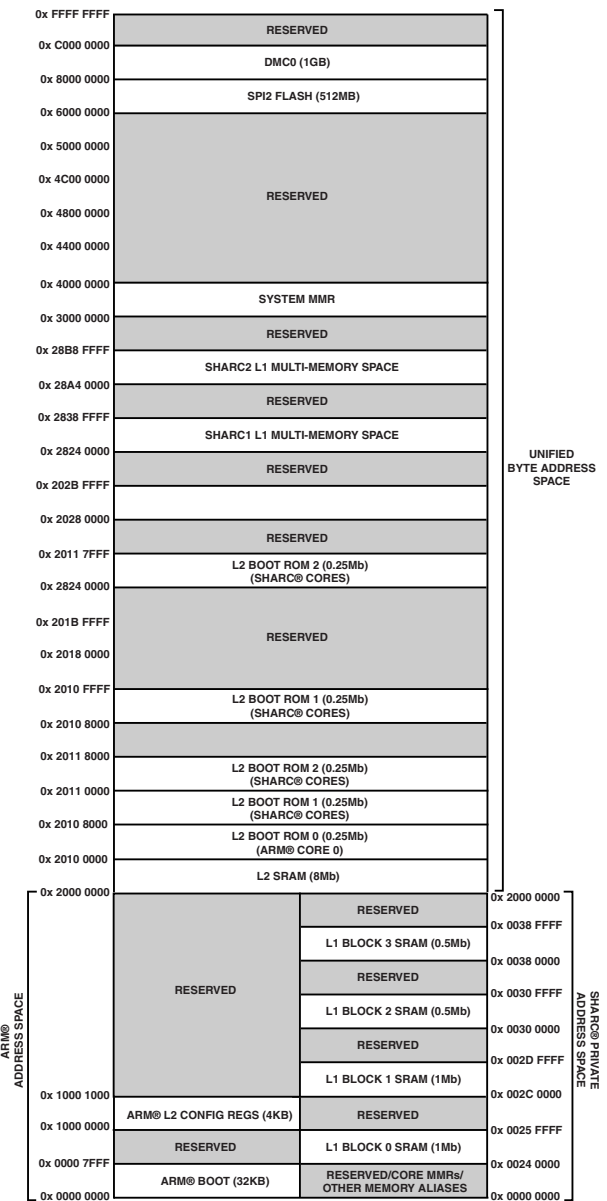 0x FFFF FFFF
RESERVED
0x C000 0000
DMC0 (1GB)
0x 8000 0000
SPI2 FLASH (512MB)
0x 6000 0000
0x 5000 0000
0x 4C00 0000
RESERVED
0x 4800 0000
0x 4400 0000
0x 4000 0000
SYSTEM MMR
0x 3000 0000
RESERVED
0x 28B8 FFFF
SHARC2 L1 MULTI-MEMORY SPACE
0x 28A4 0000
RESERVED
0x 2838 FFFF
SHARC1 L1 MULTI-MEMORY SPACE
0x 2824 0000
RESERVED
0x 202B FFFF
0x 2028 0000
RESERVED
0x 2011 7FFF
L2 BOOT ROM 2 (0.25Mb)
(SHARC® CORES)
0x 2824 0000
0x 201B FFFF
RESERVED
0x 2018 0000
0x 2010 FFFF
L2 BOOT ROM 1 (0.25Mb)
(SHARC® CORES)
0x 2010 8000
0x 2011 8000
L2 BOOT ROM 2 (0.25Mb)
(SHARC® CORES)
0x 2011 0000
L2 BOOT ROM 1 (0.25Mb)
(SHARC® CORES)
0x 2010 8000
L2 BOOT ROM 0 (0.25Mb)
(ARM® CORE 0)
0x 2010 0000
L2 SRAM (8Mb)
0x 2000 0000
UNIFIED
BYTE ADDRESS
SPACE
ARM®
ADDRESS SPACE
RESERVED
0x 1000 1000
ARM® L2 CONFIG REGS (4KB)
0x 1000 0000
RESERVED
0x 0000 7FFF
ARM® BOOT (32KB)
0x 0000 0000
0x 2000 0000
RESERVED
0x 0038 FFFF
L1 BLOCK 3 SRAM (0.5Mb)
0x 0038 0000
RESERVED
0x 0030 FFFF
L1 BLOCK 2 SRAM (0.5Mb)
0x 0030 0000
RESERVED
0x 002D FFFF
L1 BLOCK 1 SRAM (1Mb)
0x 002C 0000
RESERVED
0x 0025 FFFF
L1 BLOCK 0 SRAM (1Mb)
0x 0024 0000
RESERVED/CORE MMRs/
OTHER MEMORY ALIASES
0x 0000 0000
SHARC® PRIVATE
ADDRESS SPACE